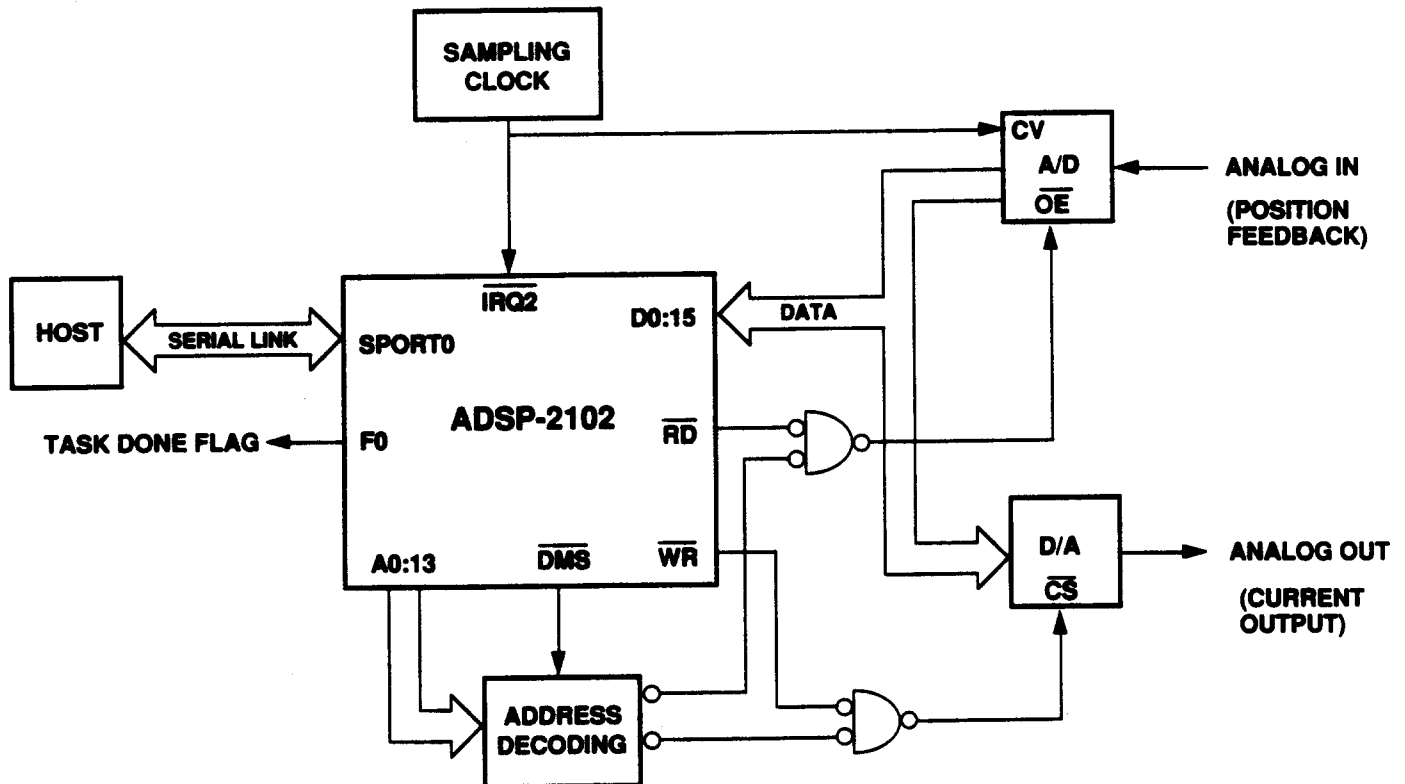 SAMPLING
CLOCK
CV
A/D
OE
ANALOG IN
(POSITION
FEEDBACK)
IRQ2
D0:15
DATA
HOST
SERIAL LINK
SPORT0
ADSP-2102
TASK DONE FLAG
F0
RD
A0:13
DMS
WR
D/A
CS
ANALOG OUT
(CURRENT
OUTPUT)
ADDRESS
DECODING